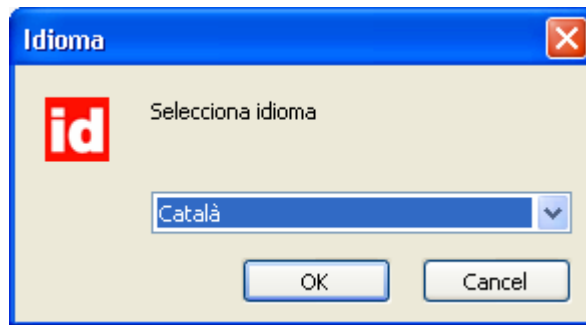 Idioma
id
Selecciona idioma
Català
OK
Cancel